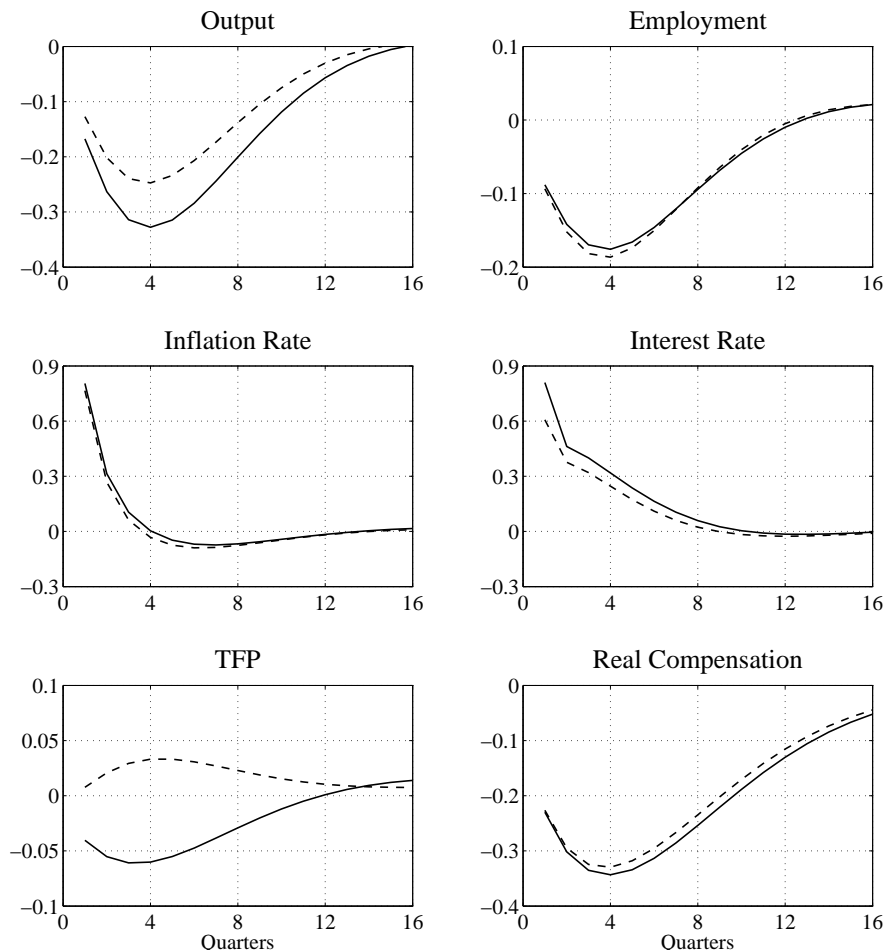 Output
0
−0.1
−0.2
−0.3
−0.4
0 4 8 12 16
Employment
0.1
0
−0.1
−0.2
0 4 8 12 16
Inflation Rate
0.9
0.6
0.3
0
−0.3
0 4 8 12 16
Interest Rate
0.9
0.6
0.3
0
−0.3
0 4 8 12 16
TFP
0.1
0.05
0
−0.05
−0.1
0 4 8 12 16
Quarters
Real Compensation
0
−0.1
−0.2
−0.3
−0.4
0 4 8 12 16
Quarters